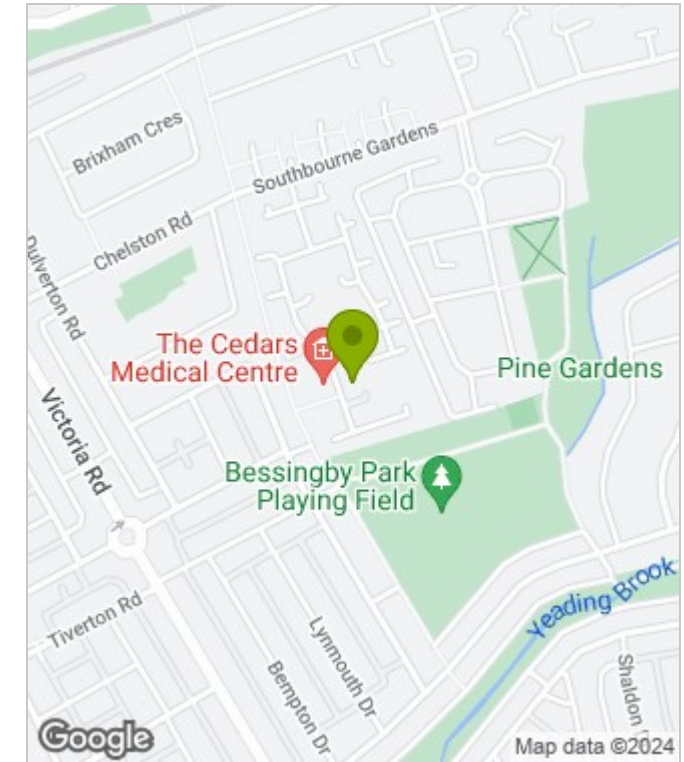 Brixham Cres
Southbourne Gardens
Chelston Rd
Dulverton Rd
The Cedars
Medical Centre
Pine Gardens
Victoria Rd
Bessingby Park
Playing Field
Yeading Brook
Tiverton Rd
Lynmouth Dr
Bempton Dr
Shaldon
Google
Map data ©2024